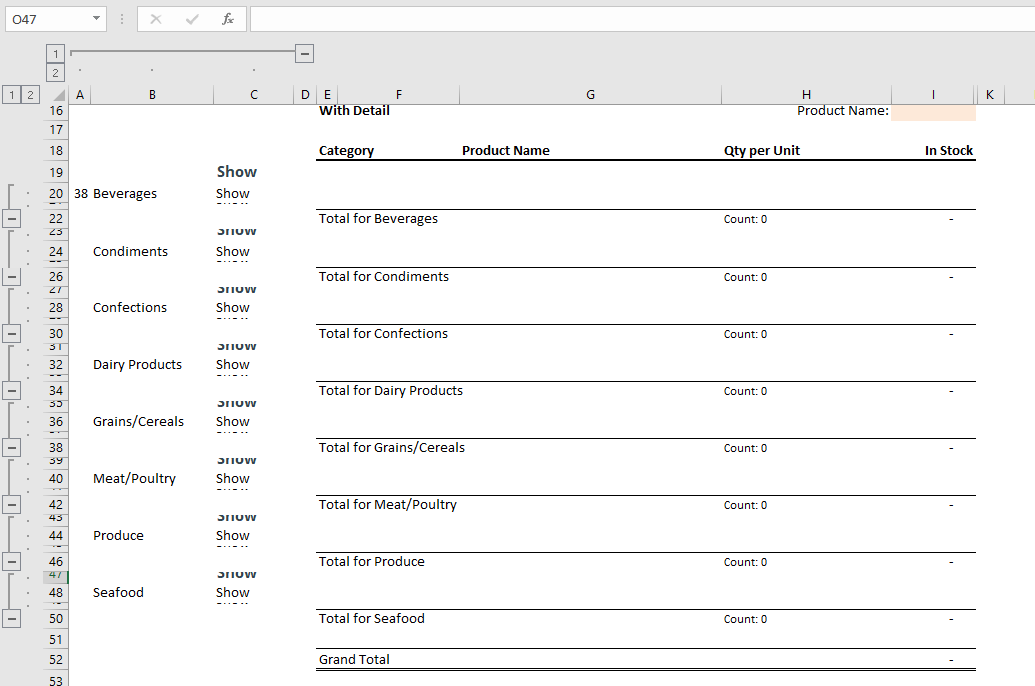 O47 fx
1
2
1 2 A B C D E F G H I K
16 With Detail Product Name:
17
18 Category Product Name Qty per Unit In Stock
19 Show
20 38 Beverages Show
22 Total for Beverages Count: 0 -
23 Show
24 Condiments Show
26 Total for Condiments Count: 0 -
27 Show
28 Confections Show
30 Total for Confections Count: 0 -
31 Show
32 Dairy Products Show
34 Total for Dairy Products Count: 0 -
35 Show
36 Grains/Cereals Show
38 Total for Grains/Cereals Count: 0 -
39 Show
40 Meat/Poultry Show
42 Total for Meat/Poultry Count: 0 -
43 Show
44 Produce Show
46 Total for Produce Count: 0 -
47 Show
48 Seafood Show
50 Total for Seafood Count: 0 -
51
52 Grand Total -
53